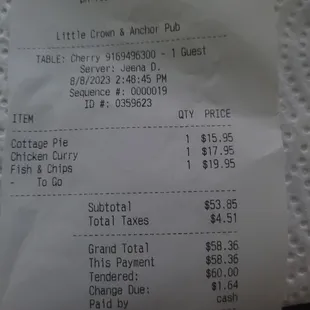 Little Crown & Anchor Pub
TABLE: Cherry 9169496300 - 1 Guest
Server: Jeena D.
8/8/2023 2:48:45 PM
Sequence #: 0000019
ID #: 0359623
ITEM QTY PRICE
Cottage Pie 1 $15.95
Chicken Curry 1 $17.95
Fish & Chips 1 $19.95
- To Go
Subtotal $53.85
Total Taxes $4.51
Grand Total $58.36
This Payment $58.36
Tendered: $60.00
Change Due: $1.64
Paid by cash